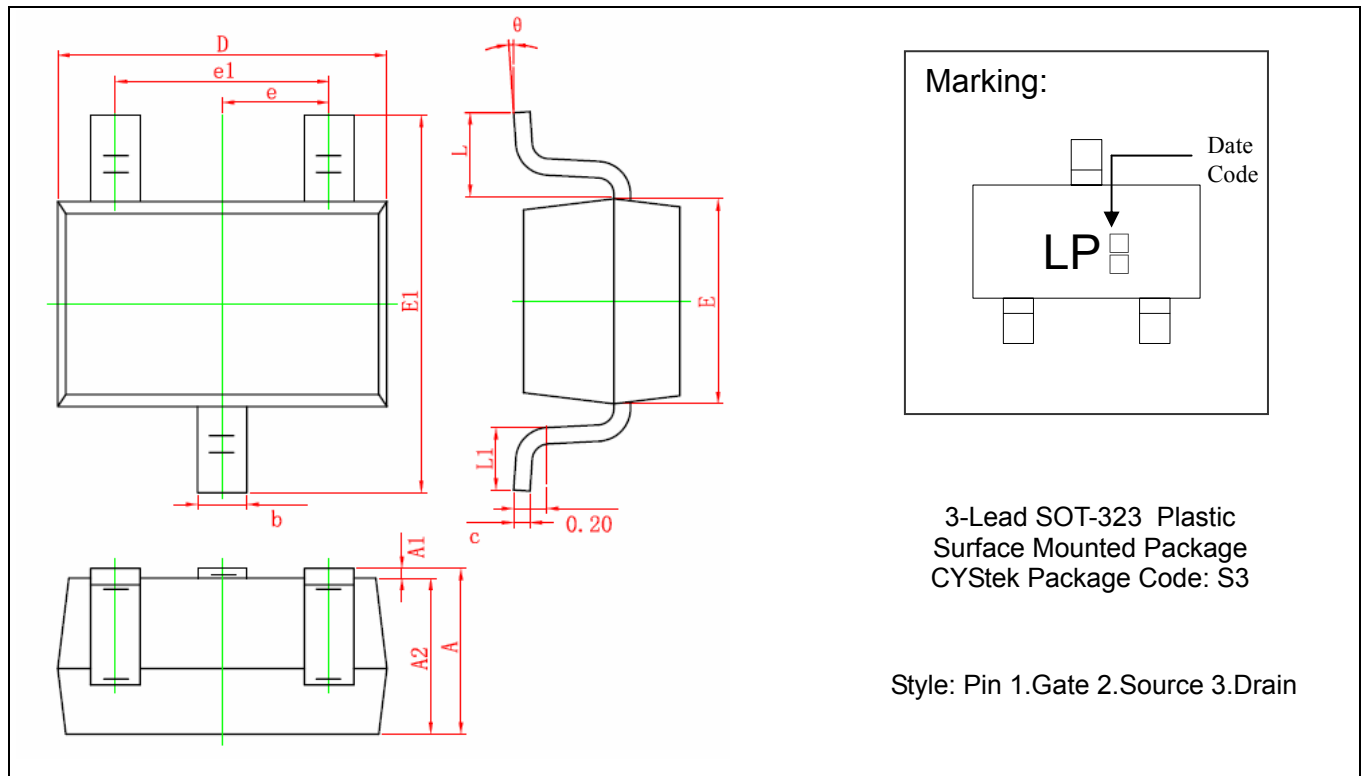 θ
D
e1
e
L
E1
E
L1
b
0.20
c
A1
A
A2
Marking:
Date
Code
LP
3-Lead SOT-323 Plastic
Surface Mounted Package
CYStek Package Code: S3
Style: Pin 1.Gate 2.Source 3.Drain